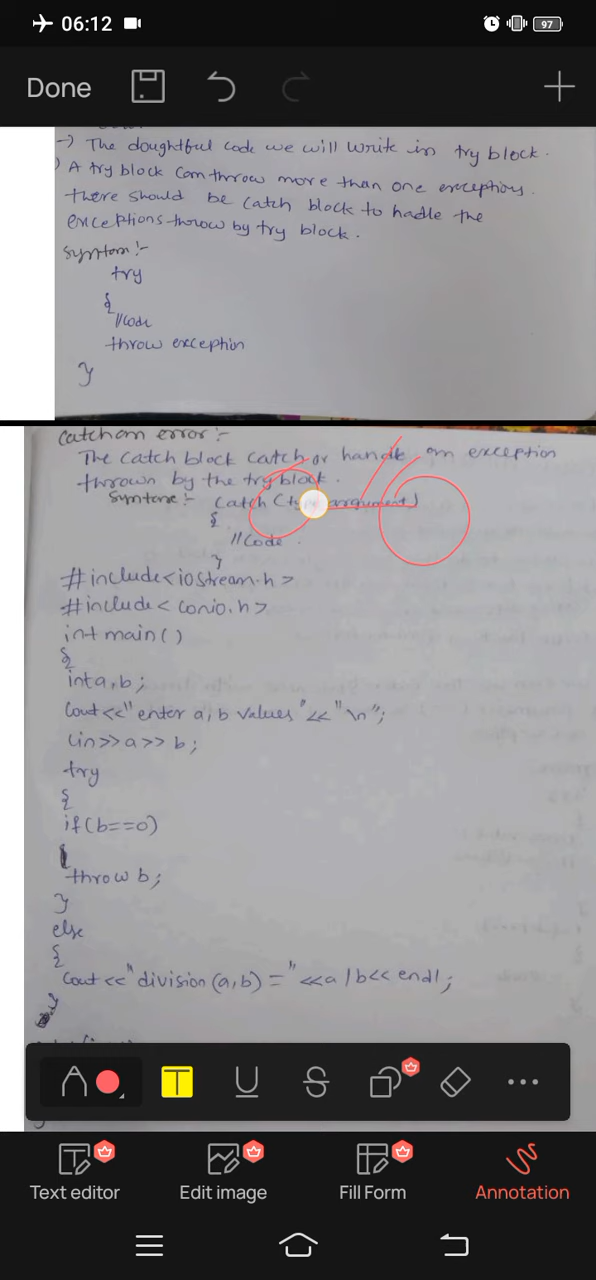 06:12
97
Done
-> The doughtful code we will write in try block.
) A try block can throw more than one exception.
there should be catch block to hadle the
exceptions throw by try block.
syntax:-
try
{
//code
throw exception
}
catch an error:-
The catch block catch or handle an exception
thrown by the try block.
Syntaxe:- catch (type argument)
{
//Code
}
#include<iostream.h>
#include<conio.h>
int main()
{
int a,b;
Cout<<"enter a,b values"<<"\n";
Cin>>a>>b;
try
{
if(b==0)
{
throw b;
}
else
{
Cout<<"division(a,b)="<<a/b<<endl;
T
Text editor
Edit image
Fill Form
Annotation